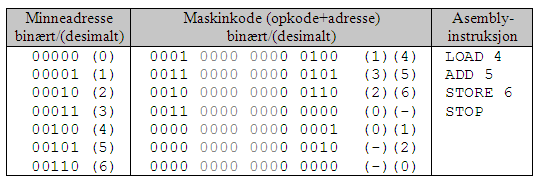 Minneadresse binært/(desimalt) Maskinkode (opkode+adresse) binært/(desimalt) Asembly-instruksjon
00000 (0) 0001 0000 0000 0100 (1)(4) LOAD 4
00001 (1) 0011 0000 0000 0101 (3)(5) ADD 5
00010 (2) 0010 0000 0000 0110 (2)(6) STORE 6
00011 (3) 0011 0000 0000 0000 (0)(-) STOP
00100 (4) 0000 0000 0000 0001 (0)(1)
00101 (5) 0000 0000 0000 0010 (-)(2)
00110 (6) 0000 0000 0000 0000 (-)(0)